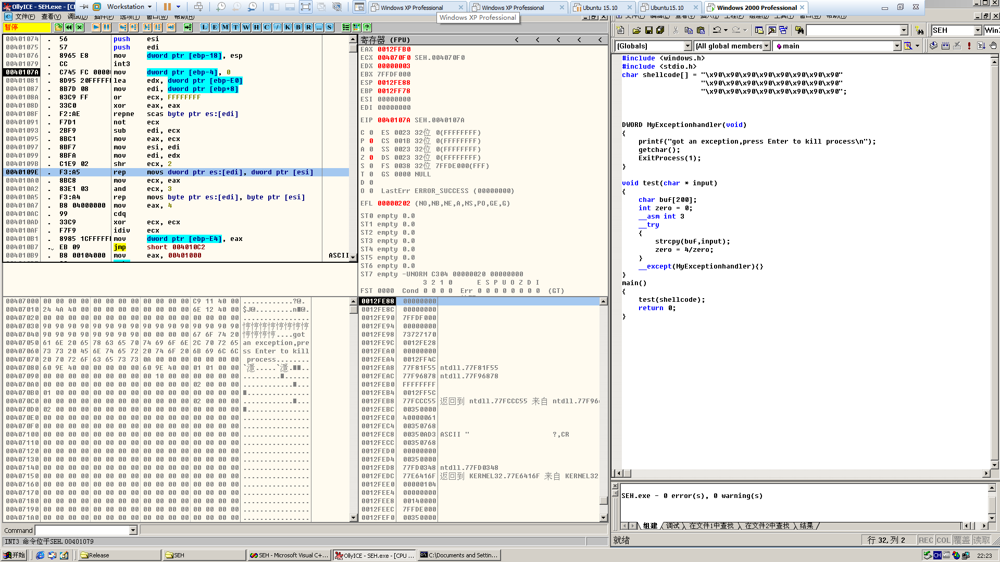 OllyICE - SEH.exe - [C
Workstation
Windows XP Professional
Windows XP Professional
Ubuntu 15.10
Ubuntu15.10
Windows 2000 Professional
Windows XP Professional
暂停
L E M T W H C / K B R ... S
00401074 . 56 push esi
00401075 . 57 push edi
00401076 . 8965 E8 mov dword ptr [ebp-18], esp
00401079 . CC int3
0040107A . C745 FC 0000 mov dword ptr [ebp-4], 0
00401081 . 8D95 20FFFFFF lea edx, dword ptr [ebp-E0]
00401087 . 8B7D 08 mov edi, dword ptr [ebp+8]
0040108A . 83C9 FF or ecx, FFFFFFFF
0040108D . 33C0 xor eax, eax
0040108F . F2:AE repne scas byte ptr es:[edi]
00401091 . F7D1 not ecx
00401093 . 2BF9 sub edi, ecx
00401095 . 8BC1 mov eax, ecx
00401097 . 8BF7 mov esi, edi
00401099 . 8BFA mov edi, edx
0040109B . C1E9 02 shr ecx, 2
0040109E . F3:A5 rep movs dword ptr es:[edi], dword ptr [esi]
004010A0 . 8BC8 mov ecx, eax
004010A2 . 83E1 03 and ecx, 3
004010A5 . F3:A4 rep movs byte ptr es:[edi], byte ptr [esi]
004010A7 . B8 04000000 mov eax, 4
004010AC . 99 cdq
004010AD . 33C9 xor ecx, ecx
004010AF . F7F9 idiv ecx
004010B1 . 8985 1CFFFFFF mov dword ptr [ebp-E4], eax
004010B7 . EB 09 jmp short 004010C2
004010B9 . B8 00104000 mov eax, 00401000 ASCII
寄存器 (FPU) < < < < <
EAX 0012FFB0
ECX 004070F0 SEH.004070F0
EDX 00000003
EBX 7FFDF000
ESP 0012FE88
EBP 0012FF78
ESI 00000000
EDI 00000000
EIP 0040107A SEH.0040107A
C 0 ES 0023 32位 0(FFFFFFFF)
P 0 CS 001B 32位 0(FFFFFFFF)
A 0 SS 0023 32位 0(FFFFFFFF)
Z 0 DS 0023 32位 0(FFFFFFFF)
S 0 FS 0038 32位 7FFDE000(FFF)
T 0 GS 0000 NULL
D 0
O 0 LastErr ERROR_SUCCESS (00000000)
EFL 00000202 (NO,NB,NE,A,NS,PO,GE,G)
ST0 empty 0.0
ST1 empty 0.0
ST2 empty 0.0
ST3 empty 0.0
ST4 empty 0.0
ST5 empty 0.0
ST6 empty 0.0
ST7 empty -UNORM C304 00000020 00000000
3 2 1 0 E S P U O Z D I
FST 0000 Cond 0 0 0 0 Err 0 0 0 0 0 0 0 0 (GT)
00407000 00 00 00 00 00 00 00 00 00 00 00 00 C9 11 40 00 ............?@.
00407010 24 4A 40 00 00 00 00 00 00 00 00 00 6E 12 40 00 $J@.........n@.
00407020 00 00 00 00 00 00 00 00 00 00 00 00 00 00 00 00 ................
00407030 90 90 90 90 90 90 90 90 90 90 90 90 90 90 90 90
00407040 90 90 90 90 90 90 90 90 00 00 00 00 67 6F 74 20 ....got
00407050 61 6E 20 65 78 63 65 70 74 69 6F 6E 2C 70 72 65 an exception,pre
00407060 73 73 20 45 6E 74 65 72 20 74 6F 20 6B 69 6C 6C ss Enter to kill
00407070 20 70 72 6F 63 65 73 73 0A 00 00 00 00 00 00 00 process........
00407080 60 9E 40 00 00 00 00 00 60 9E 40 00 01 01 00 00
00407090 00 00 00 00 00 00 00 00 00 10 00 00 00 00 00 00
004070A0 00 00 00 00 00 00 00 00 00 00 00 00 02 00 00 00
004070B0 01 00 00 00 00 00 00 00 00 00 00 00 00 00 00 00
004070C0 00 00 00 00 00 00 00 00 00 00 00 00 02 00 00 00
004070D0 02 00 00 00 00 00 00 00 00 00 00 00 00 00 00 00
004070E0 00 00 00 00 00 00 00 00 00 00 00 00 00 00 00 00 ................
004070F0 00 00 00 00 00 00 00 00 00 00 00 00 00 00 00 00 ................
00407100 00 00 00 00 00 00 00 00 00 00 00 00 00 00 00 00 ................
00407110 00 00 00 00 00 00 00 00 00 00 00 00 00 00 00 00 ................
00407120 00 00 00 00 00 00 00 00 00 00 00 00 00 00 00 00 ................
00407130 00 00 00 00 00 00 00 00 00 00 00 00 00 00 00 00 ................
00407140 00 00 00 00 00 00 00 00 00 00 00 00 00 00 00 00 ................
00407150 00 00 00 00 00 00 00 00 00 00 00 00 00 00 00 00 ................
00407160 00 00 00 00 00 00 00 00 00 00 00 00 00 00 00 00 ................
00407170 00 00 00 00 00 00 00 00 00 00 00 00 00 00 00 00 ................
00407180 00 00 00 00 00 00 00 00 00 00 00 00 00 00 00 00 ................
00407190 00 00 00 00 00 00 00 00 00 00 00 00 00 00 00 00 ................
004071A0 00 00 00 00 00 00 00 00 00 00 00 00 00 00 00 00 ................
0012FE88 00000000
0012FE8C 00000000
0012FE90 7FFDF000
0012FE94 00000000
0012FE98 73727170
0012FE9C 0012FE28
0012FEA0 00000000
0012FEA4 0012FF4C
0012FEA8 77F81F55 ntdll.77F81F55
0012FEAC 77F96878 ntdll.77F96878
0012FEB0 FFFFFFFF
0012FEB4 0012FF5C
0012FEB8 77FCCC55 返回到 ntdll.77FCCC55 来自 ntdll.77F96
0012FEBC 00350000
0012FEC0 40000061
0012FEC4 00350768
0012FEC8 00350AD3 ASCII " ?,CR
0012FECC 00350768
0012FED0 00000000
0012FED4 00350000
0012FED8 77FD0348 ntdll.77FD0348
0012FEDC 77E6416F 返回到 KERNEL32.77E6416F 来自 KERNEL32
0012FEE0 00000104
0012FEE4 00000000
0012FEE8 00140000
0012FEEC 7FFDE000
0012FEF0 00350000
Command
INT3 命令位于SEH.00401079
SEH
Win3
(Globals)
(All global members
main
#include <windows.h>
#include <stdio.h>
char shellcode[] = "\x90\x90\x90\x90\x90\x90\x90\x90"
"\x90\x90\x90\x90\x90\x90\x90\x90"
"\x90\x90\x90\x90\x90\x90\x90\x90";
DWORD MyExceptionhandler(void)
{
printf("got an exception,press Enter to kill process\n");
getchar();
ExitProcess(1);
}
void test(char * input)
{
char buf[200];
int zero = 0;
__asm int 3
__try
{
strcpy(buf,input);
zero = 4/zero;
}
__except(MyExceptionhandler){}
}
main()
{
test(shellcode);
return 0;
}
SEH.exe - 0 error(s), 0 warning(s)
组建 调试 在文件1中查找 在文件2中查找 结果
就绪
行 32,列 2
REC COL 覆盖 读取
开始
Release
SEH
SEH - Microsoft Visual C+...
OllyICE - SEH.exe - [CPU ...
C:\Documents and Settin...
CH
22:23